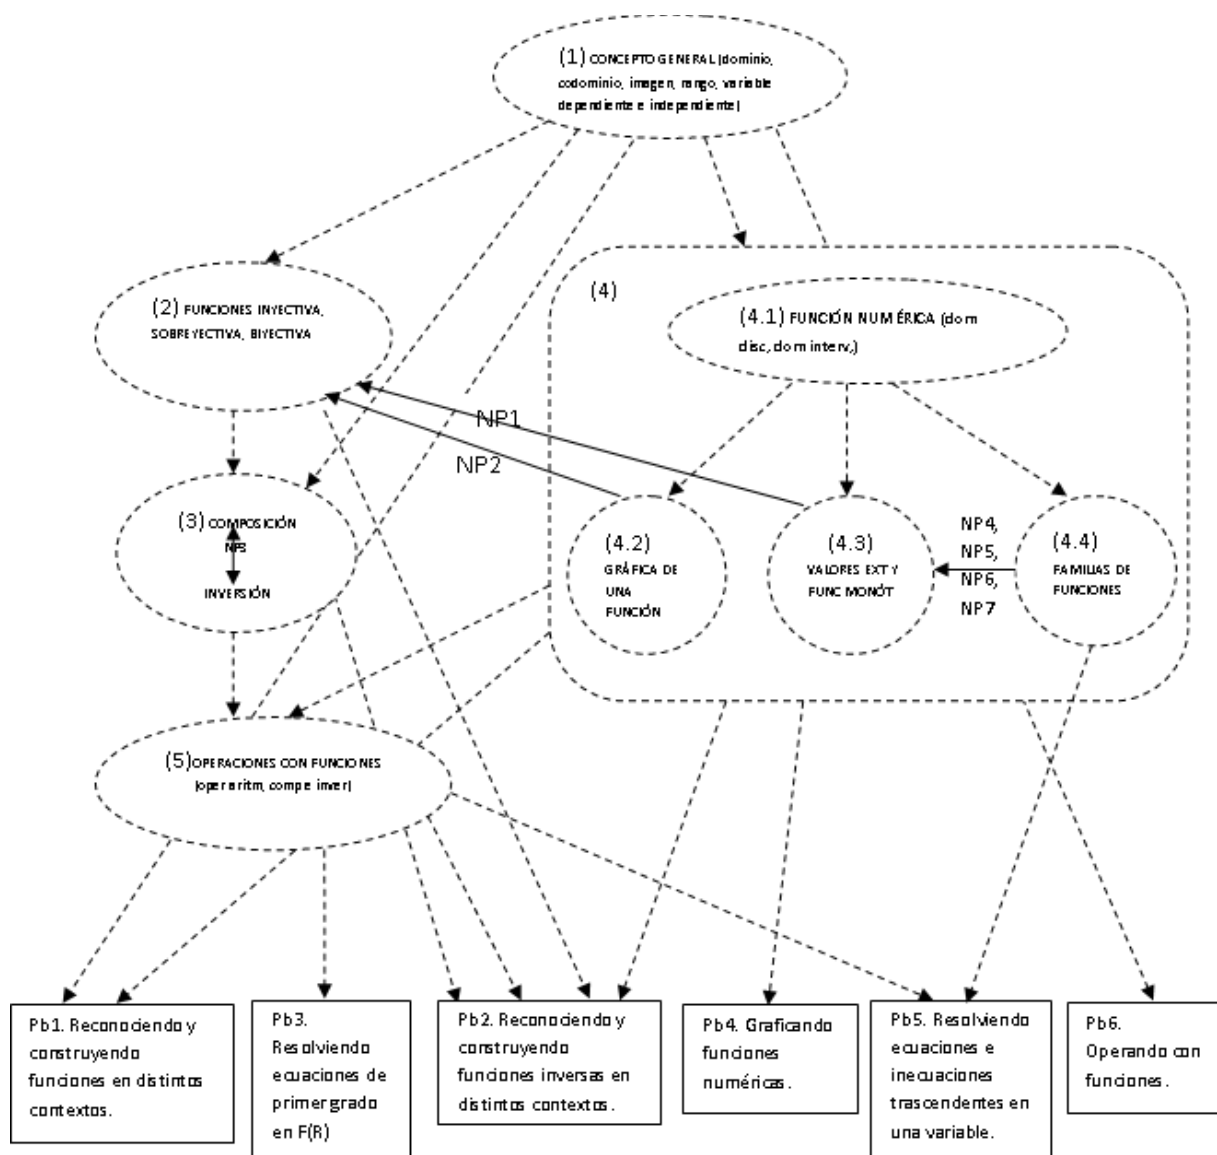 (1) CONCEPTO GENERAL (dominio,
codominio, imagen, rango, variable
dependiente e independiente)
(2) FUNCIONES INYECTIVA,
SOBREYECTIVA, BIYECTIVA
(4)
(4.1) FUNCIÓN NUMÉRICA (dom
disc, dom interv,)
NP1
NP2
(3) COMPOSICIÓN
NP3
INVERSIÓN
(4.2)
GRÁFICA DE
UNA
FUNCIÓN
(4.3)
VALORES EXT Y
FUNC MONÓT
NP4,
NP5,
NP6,
NP7
(4.4)
FAMILIAS DE
FUNCIONES
(5)OPERACIONES CON FUNCIONES
(oper aritm, comp e inver)
Pb1. Reconociendo y
construyendo
funciones en distintos
contextos.
Pb3.
Resolviendo
ecuaciones de
primer grado
en F(R)
Pb2. Reconociendo y
construyendo
funciones inversas en
distintos contextos.
Pb4. Graficando
funciones
numéricas.
Pb5. Resolviendo
ecuaciones e
inecuaciones
trascendentes en
una variable.
Pb6.
Operando con
funciones.